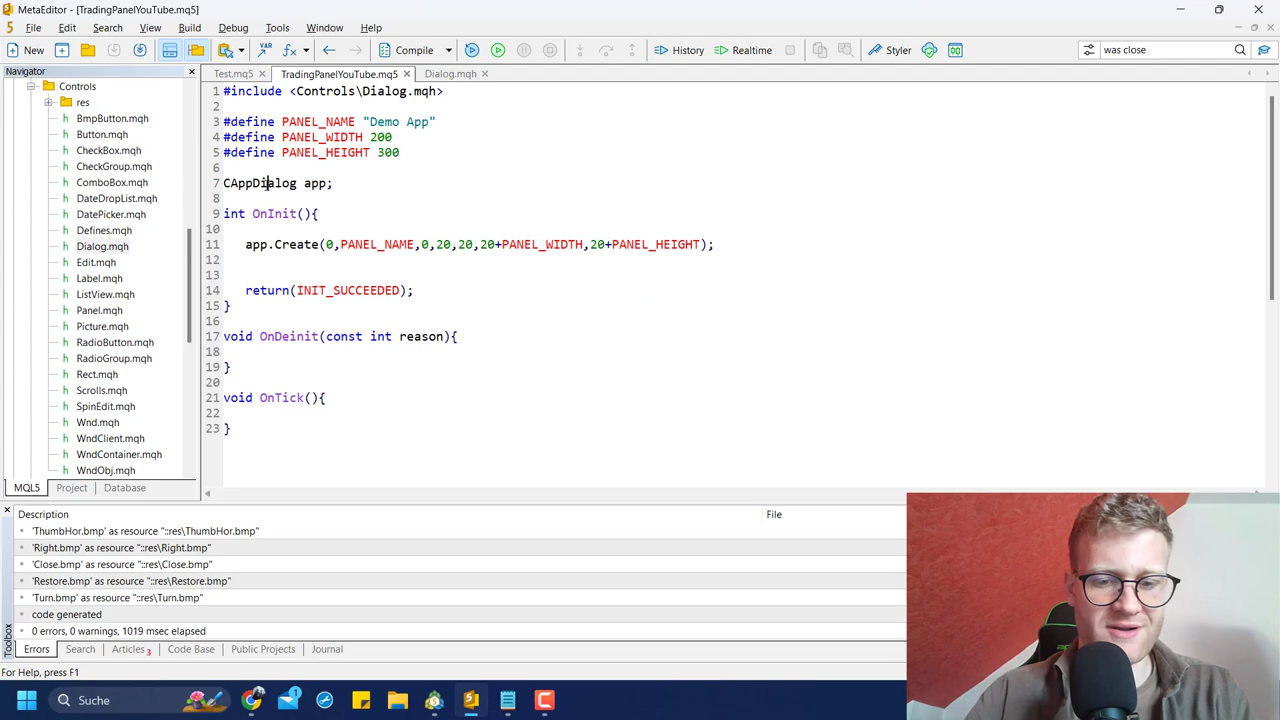 MetaEditor - [TradingPanelYouTube.mq5]
File Edit Search View Build Debug Tools Window Help
New Compile History Realtime Styler was close
Navigator
Test.mq5 TradingPanelYouTube.mq5 Dialog.mqh
Controls
res
BmpButton.mqh
Button.mqh
CheckBox.mqh
CheckGroup.mqh
ComboBox.mqh
DateDropList.mqh
DatePicker.mqh
Defines.mqh
Dialog.mqh
Edit.mqh
Label.mqh
ListView.mqh
Panel.mqh
Picture.mqh
RadioButton.mqh
RadioGroup.mqh
Rect.mqh
Scrolls.mqh
SpinEdit.mqh
Wnd.mqh
WndClient.mqh
WndContainer.mqh
WndObj.mqh
MQL5 Project Database
1 #include <Controls\Dialog.mqh>
2
3 #define PANEL_NAME "Demo App"
4 #define PANEL_WIDTH 200
5 #define PANEL_HEIGHT 300
6
7 CAppDialog app;
8
9 int OnInit(){
10
11 app.Create(0,PANEL_NAME,0,20,20,20+PANEL_WIDTH,20+PANEL_HEIGHT);
12
13
14 return(INIT_SUCCEEDED);
15 }
16
17 void OnDeinit(const int reason){
18
19 }
20
21 void OnTick(){
22
23 }
Description File
'ThumbHor.bmp' as resource "::res\ThumbHor.bmp"
'Right.bmp' as resource "::res\Right.bmp"
'Close.bmp' as resource "::res\Close.bmp"
'Restore.bmp' as resource "::res\Restore.bmp"
'Turn.bmp' as resource "::res\Turn.bmp"
code generated
0 errors, 0 warnings, 1019 msec elapsed
Toolbox
Errors Search Articles 3 Code Base Public Projects Journal
For Help, press F1
Suche